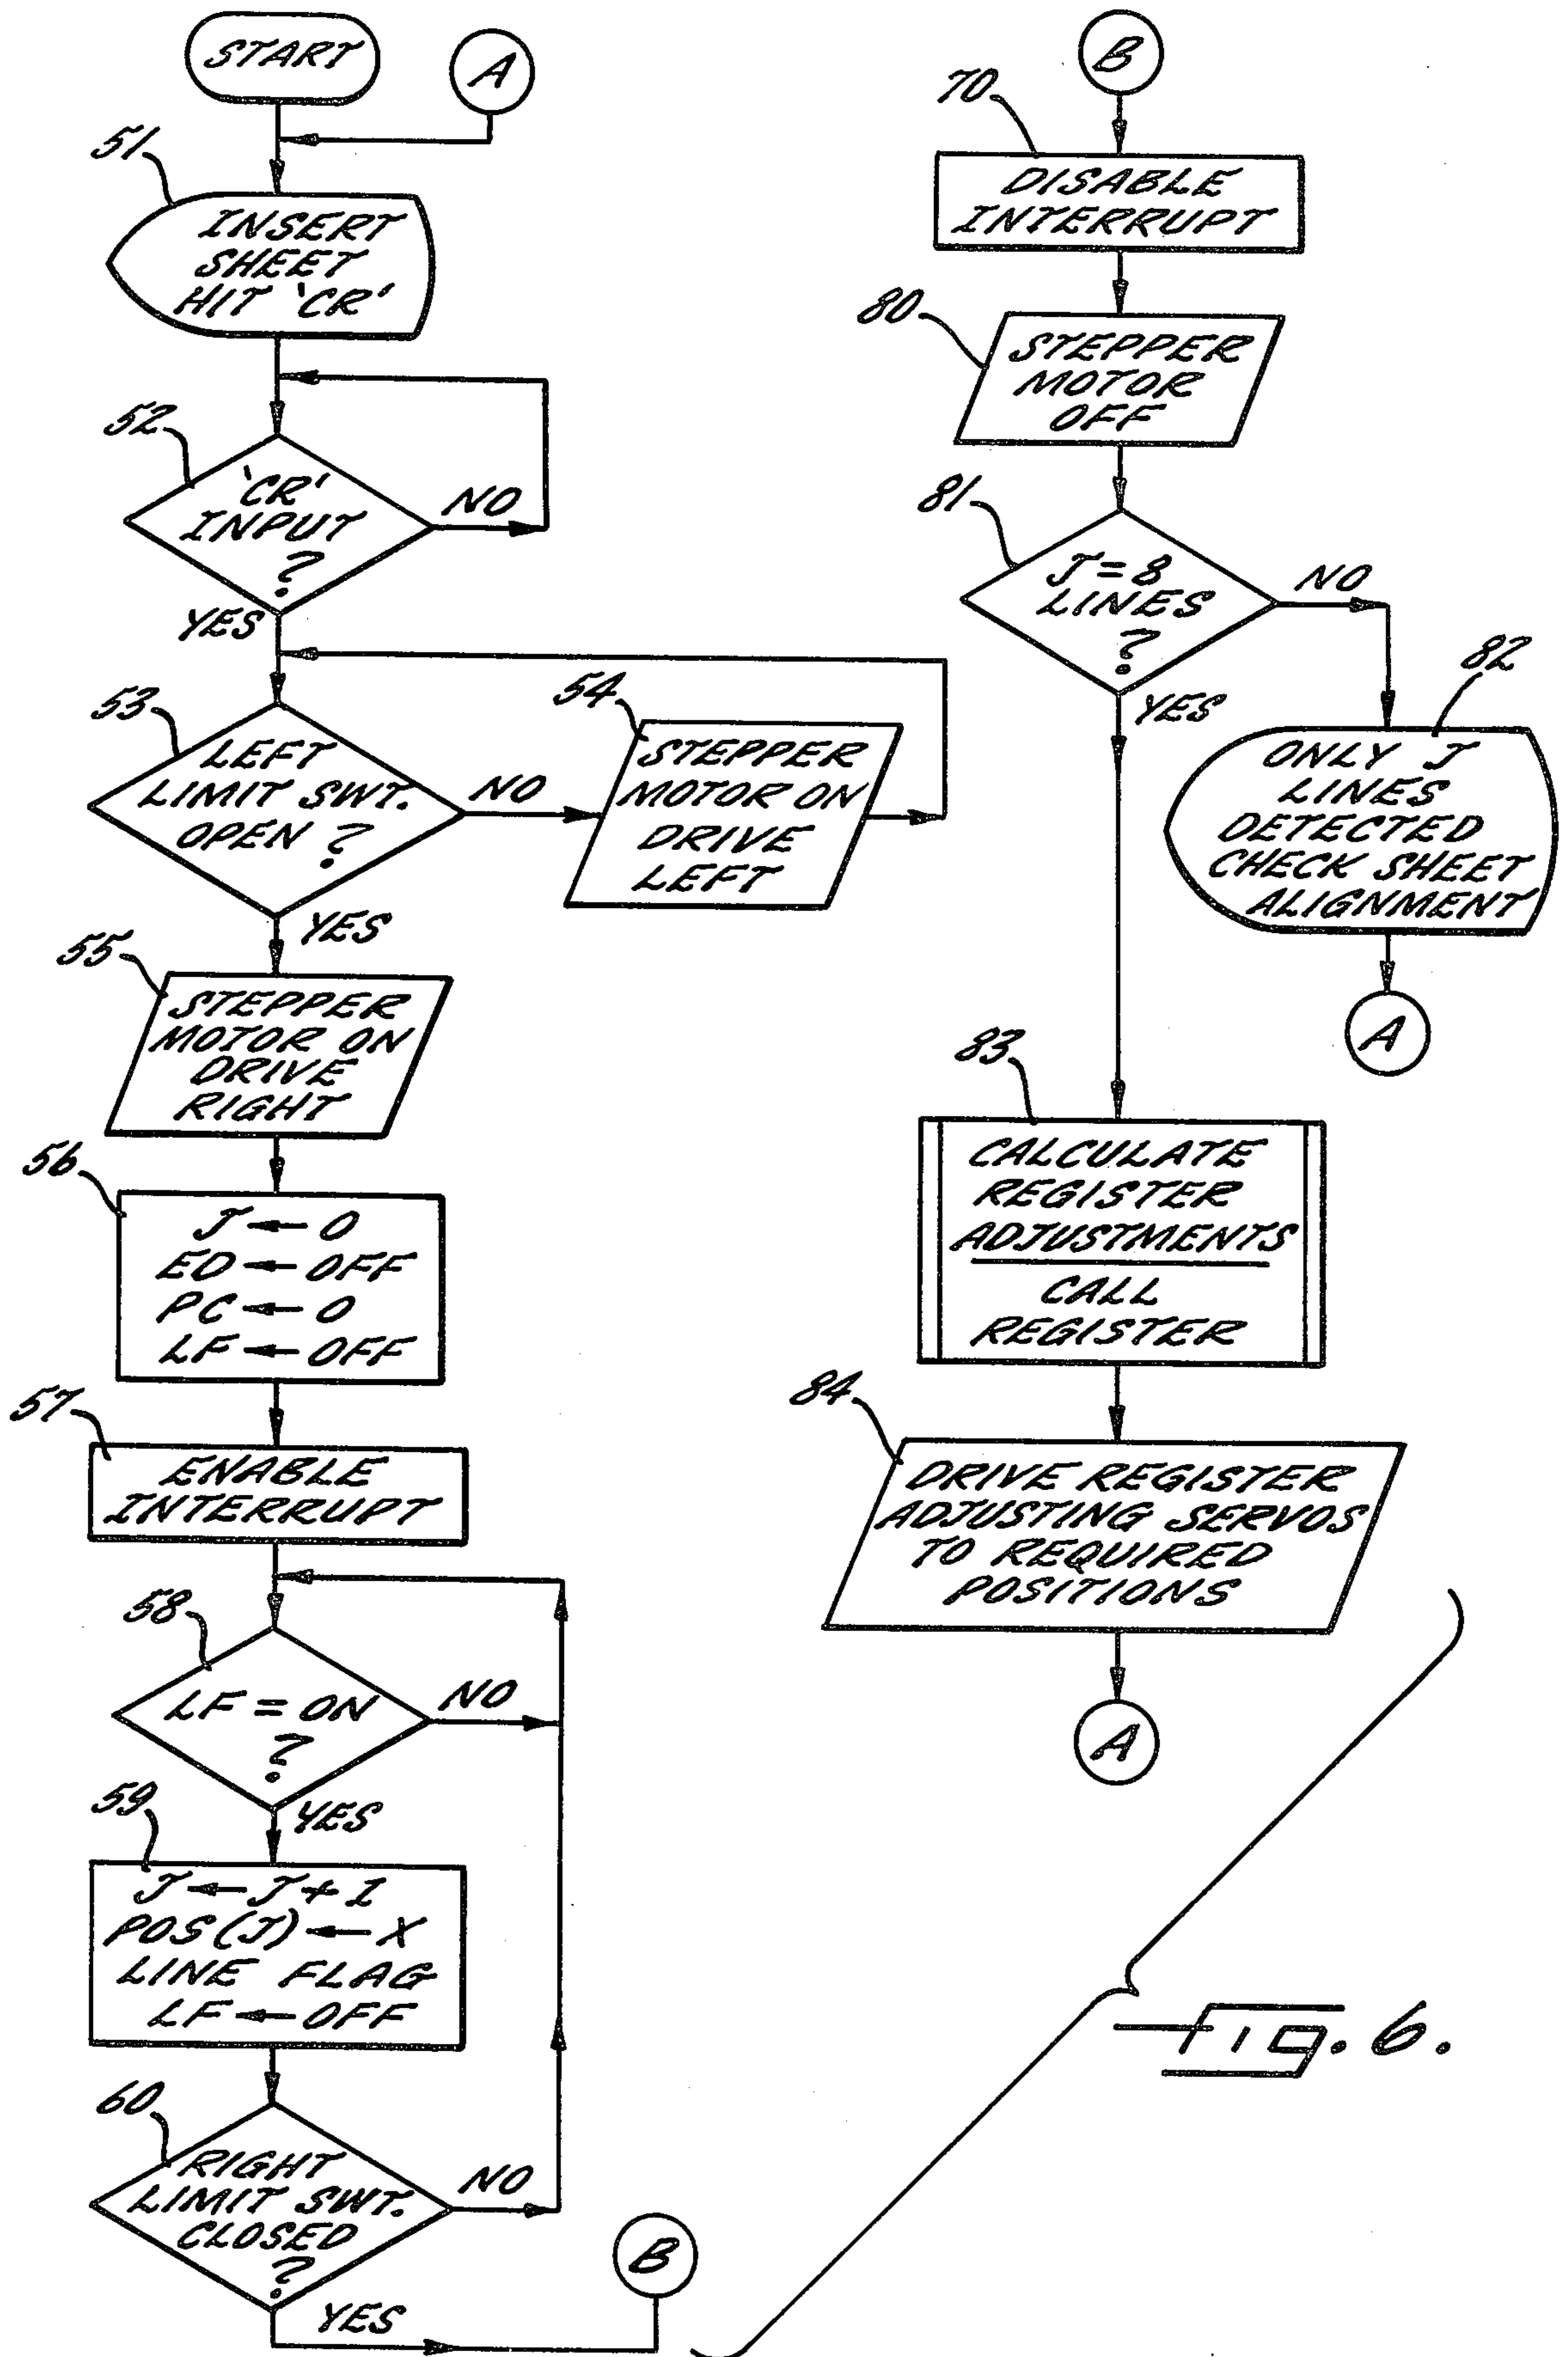 START
A
51
INSERT
SHEET
HIT 'CR'
52
'CR'
INPUT
?
NO
YES
53
LEFT
LIMIT SWT.
OPEN ?
NO
54
STEPPER
MOTOR ON
DRIVE
LEFT
YES
55
STEPPER
MOTOR ON
DRIVE
RIGHT
56
J ← 0
ED ← OFF
PC ← 0
LF ← OFF
57
ENABLE
INTERRUPT
58
LF = ON
?
NO
YES
59
J ← J + 1
POS(J) ← X
LINE FLAG
LF ← OFF
60
RIGHT
LIMIT SWT.
CLOSED
?
NO
YES
B
B
70
DISABLE
INTERRUPT
80
STEPPER
MOTOR
OFF
81
J = 8
LINES
?
NO
YES
82
ONLY J
LINES
DETECTED
CHECK SHEET
ALIGNMENT
A
83
CALCULATE
REGISTER
ADJUSTMENTS
CALL
REGISTER
84
DRIVE REGISTER
ADJUSTING SERVOS
TO REQUIRED
POSITIONS
A
Fig. 6.